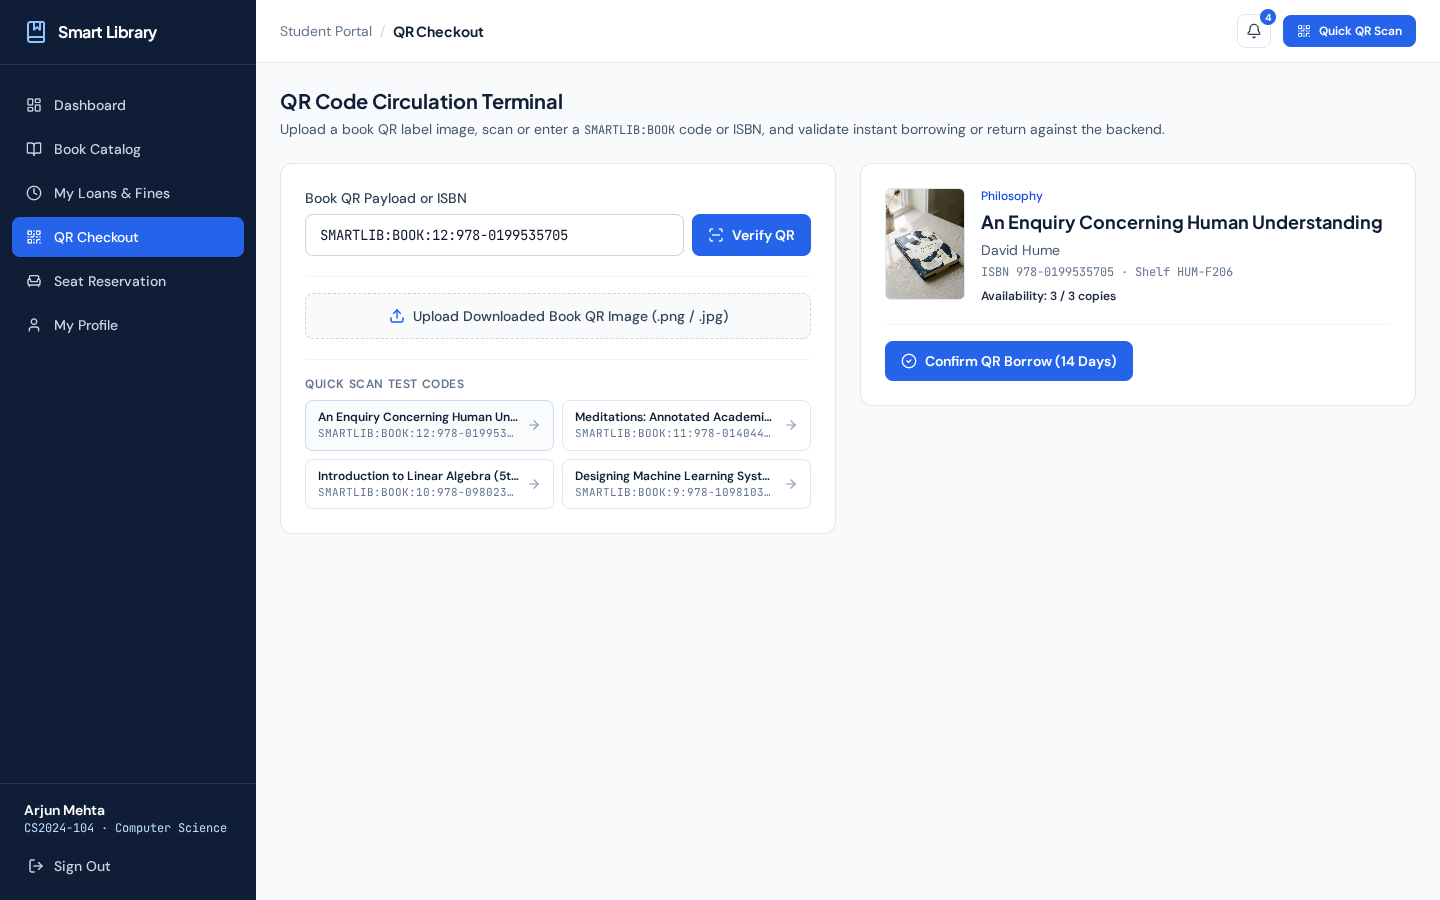 Smart Library
Dashboard
Book Catalog
My Loans & Fines
QR Checkout
Seat Reservation
My Profile
Arjun Mehta
CS2024-104 · Computer Science
Sign Out
Student Portal / QR Checkout
4
Quick QR Scan
QR Code Circulation Terminal
Upload a book QR label image, scan or enter a SMARTLIB:BOOK code or ISBN, and validate instant borrowing or return against the backend.
Book QR Payload or ISBN
SMARTLIB:BOOK:12:978-0199535705
Verify QR
Upload Downloaded Book QR Image (.png / .jpg)
QUICK SCAN TEST CODES
An Enquiry Concerning Human Un…
SMARTLIB:BOOK:12:978-019953…
Meditations: Annotated Academi…
SMARTLIB:BOOK:11:978-014044…
Introduction to Linear Algebra (5t…
SMARTLIB:BOOK:10:978-098023…
Designing Machine Learning Syst…
SMARTLIB:BOOK:9:978-1098103…
Philosophy
An Enquiry Concerning Human Understanding
David Hume
ISBN 978-0199535705 · Shelf HUM-F206
Availability: 3 / 3 copies
Confirm QR Borrow (14 Days)